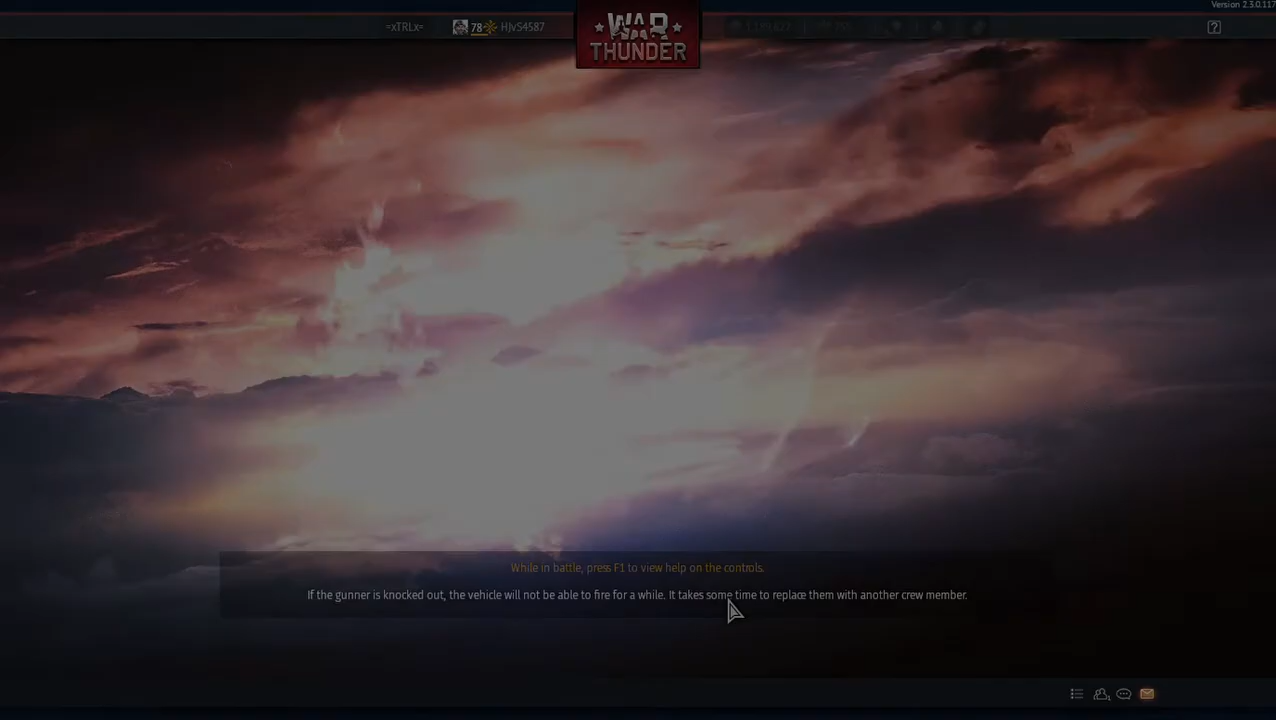 Version 2.3.0.117
=xTRLx=
78
HJvS4587
WAR
THUNDER
While in battle, press F1 to view help on the controls.
If the gunner is knocked out, the vehicle will not be able to fire for a while. It takes some time to replace them with another crew member.
1